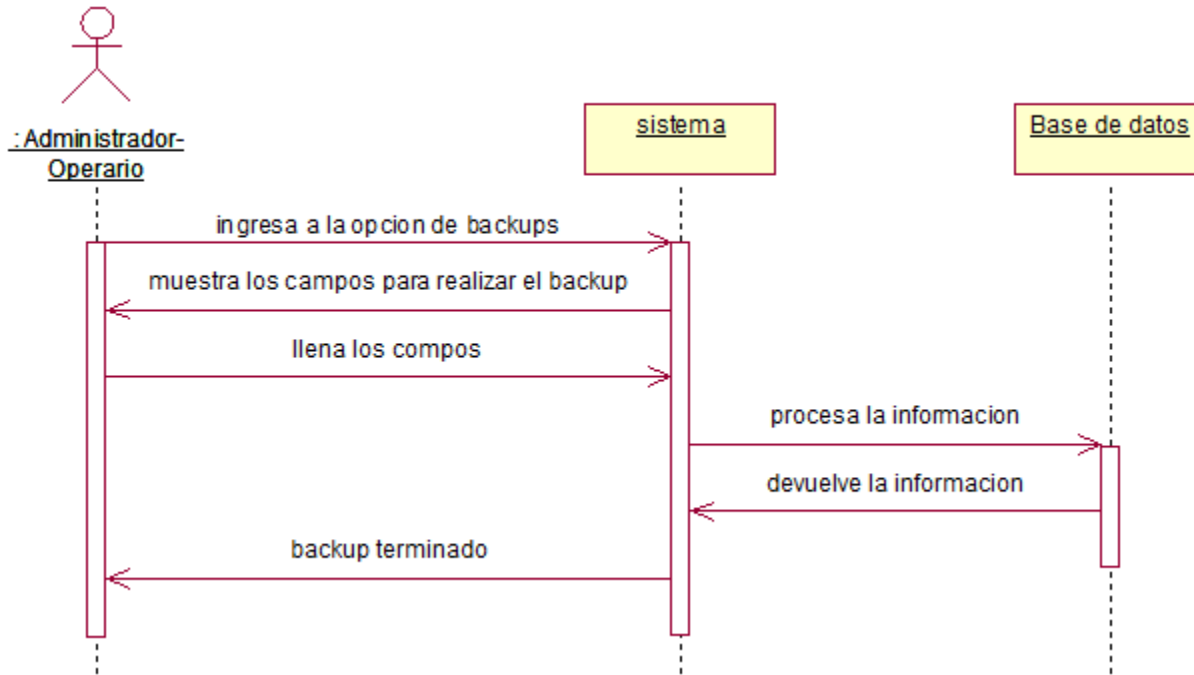 : Administrador-
Operario
sistema
Base de datos
ingresa a la opcion de backups
muestra los campos para realizar el backup
llena los compos
procesa la informacion
devuelve la informacion
backup terminado